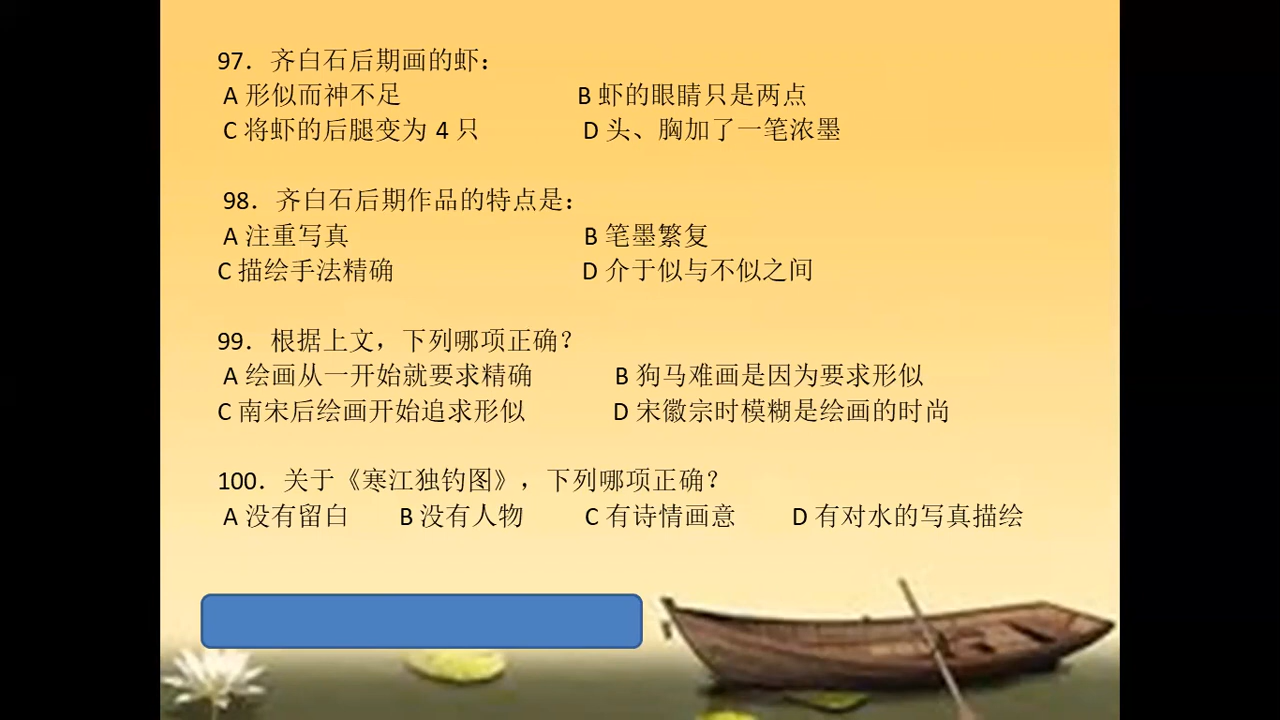 97．齐白石后期画的虾：
A 形似而神不足 B 虾的眼睛只是两点
C 将虾的后腿变为 4 只 D 头、胸加了一笔浓墨
98．齐白石后期作品的特点是：
A 注重写真 B 笔墨繁复
C 描绘手法精确 D 介于似与不似之间
99．根据上文，下列哪项正确？
A 绘画从一开始就要求精确 B 狗马难画是因为要求形似
C 南宋后绘画开始追求形似 D 宋徽宗时模糊是绘画的时尚
100．关于《寒江独钓图》，下列哪项正确？
A 没有留白 B 没有人物 C 有诗情画意 D 有对水的写真描绘